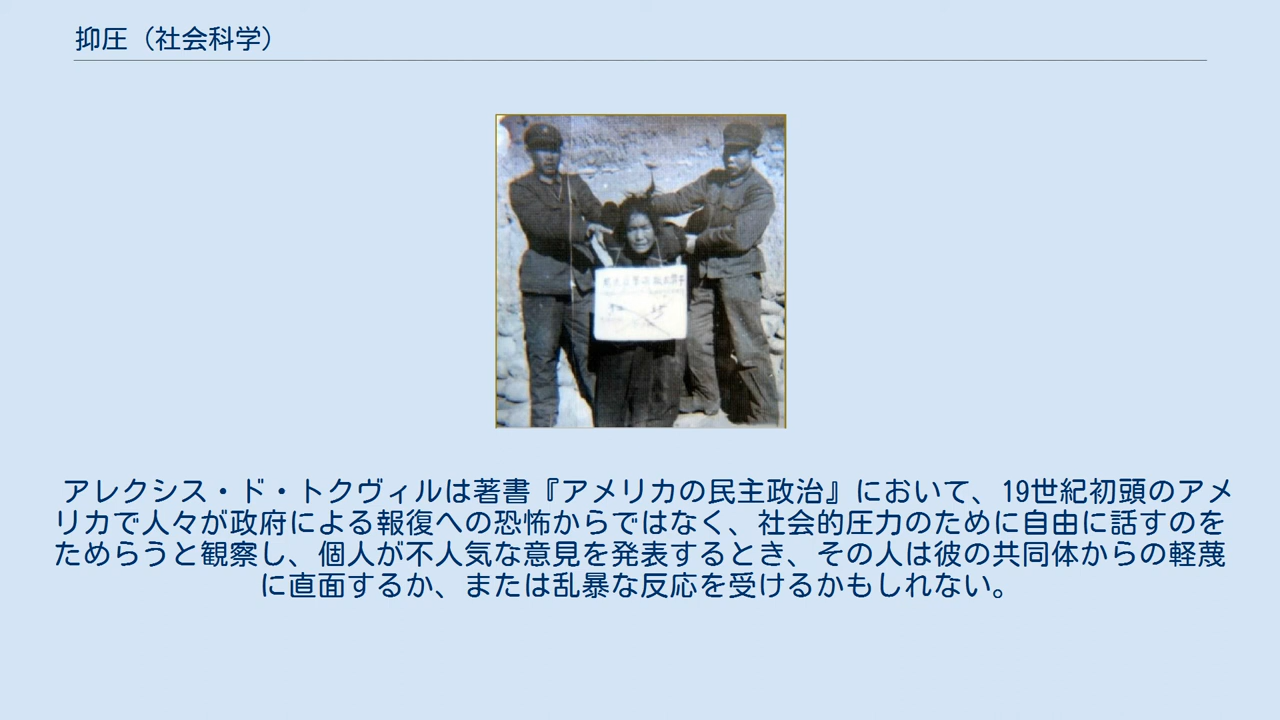 抑圧（社会科学）
アレクシス・ド・トクヴィルは著書『アメリカの民主政治』において、19世紀初頭のアメ
リカで人々が政府による報復への恐怖からではなく、社会的圧力のために自由に話すのを
ためらうと観察し、個人が不人気な意見を発表するとき、その人は彼の共同体からの軽蔑
に直面するか、または乱暴な反応を受けるかもしれない。